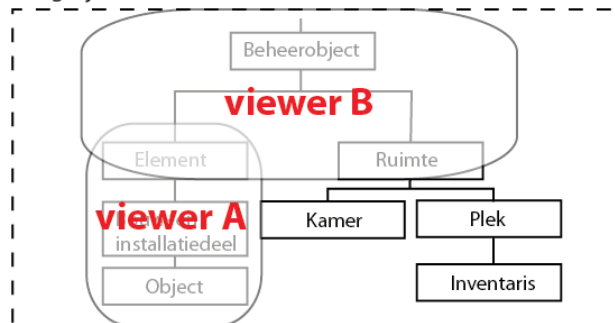 Beheerobject
viewer B
Element
Ruimte
viewer A
Kamer
Plek
installatiedeel
Object
Inventaris